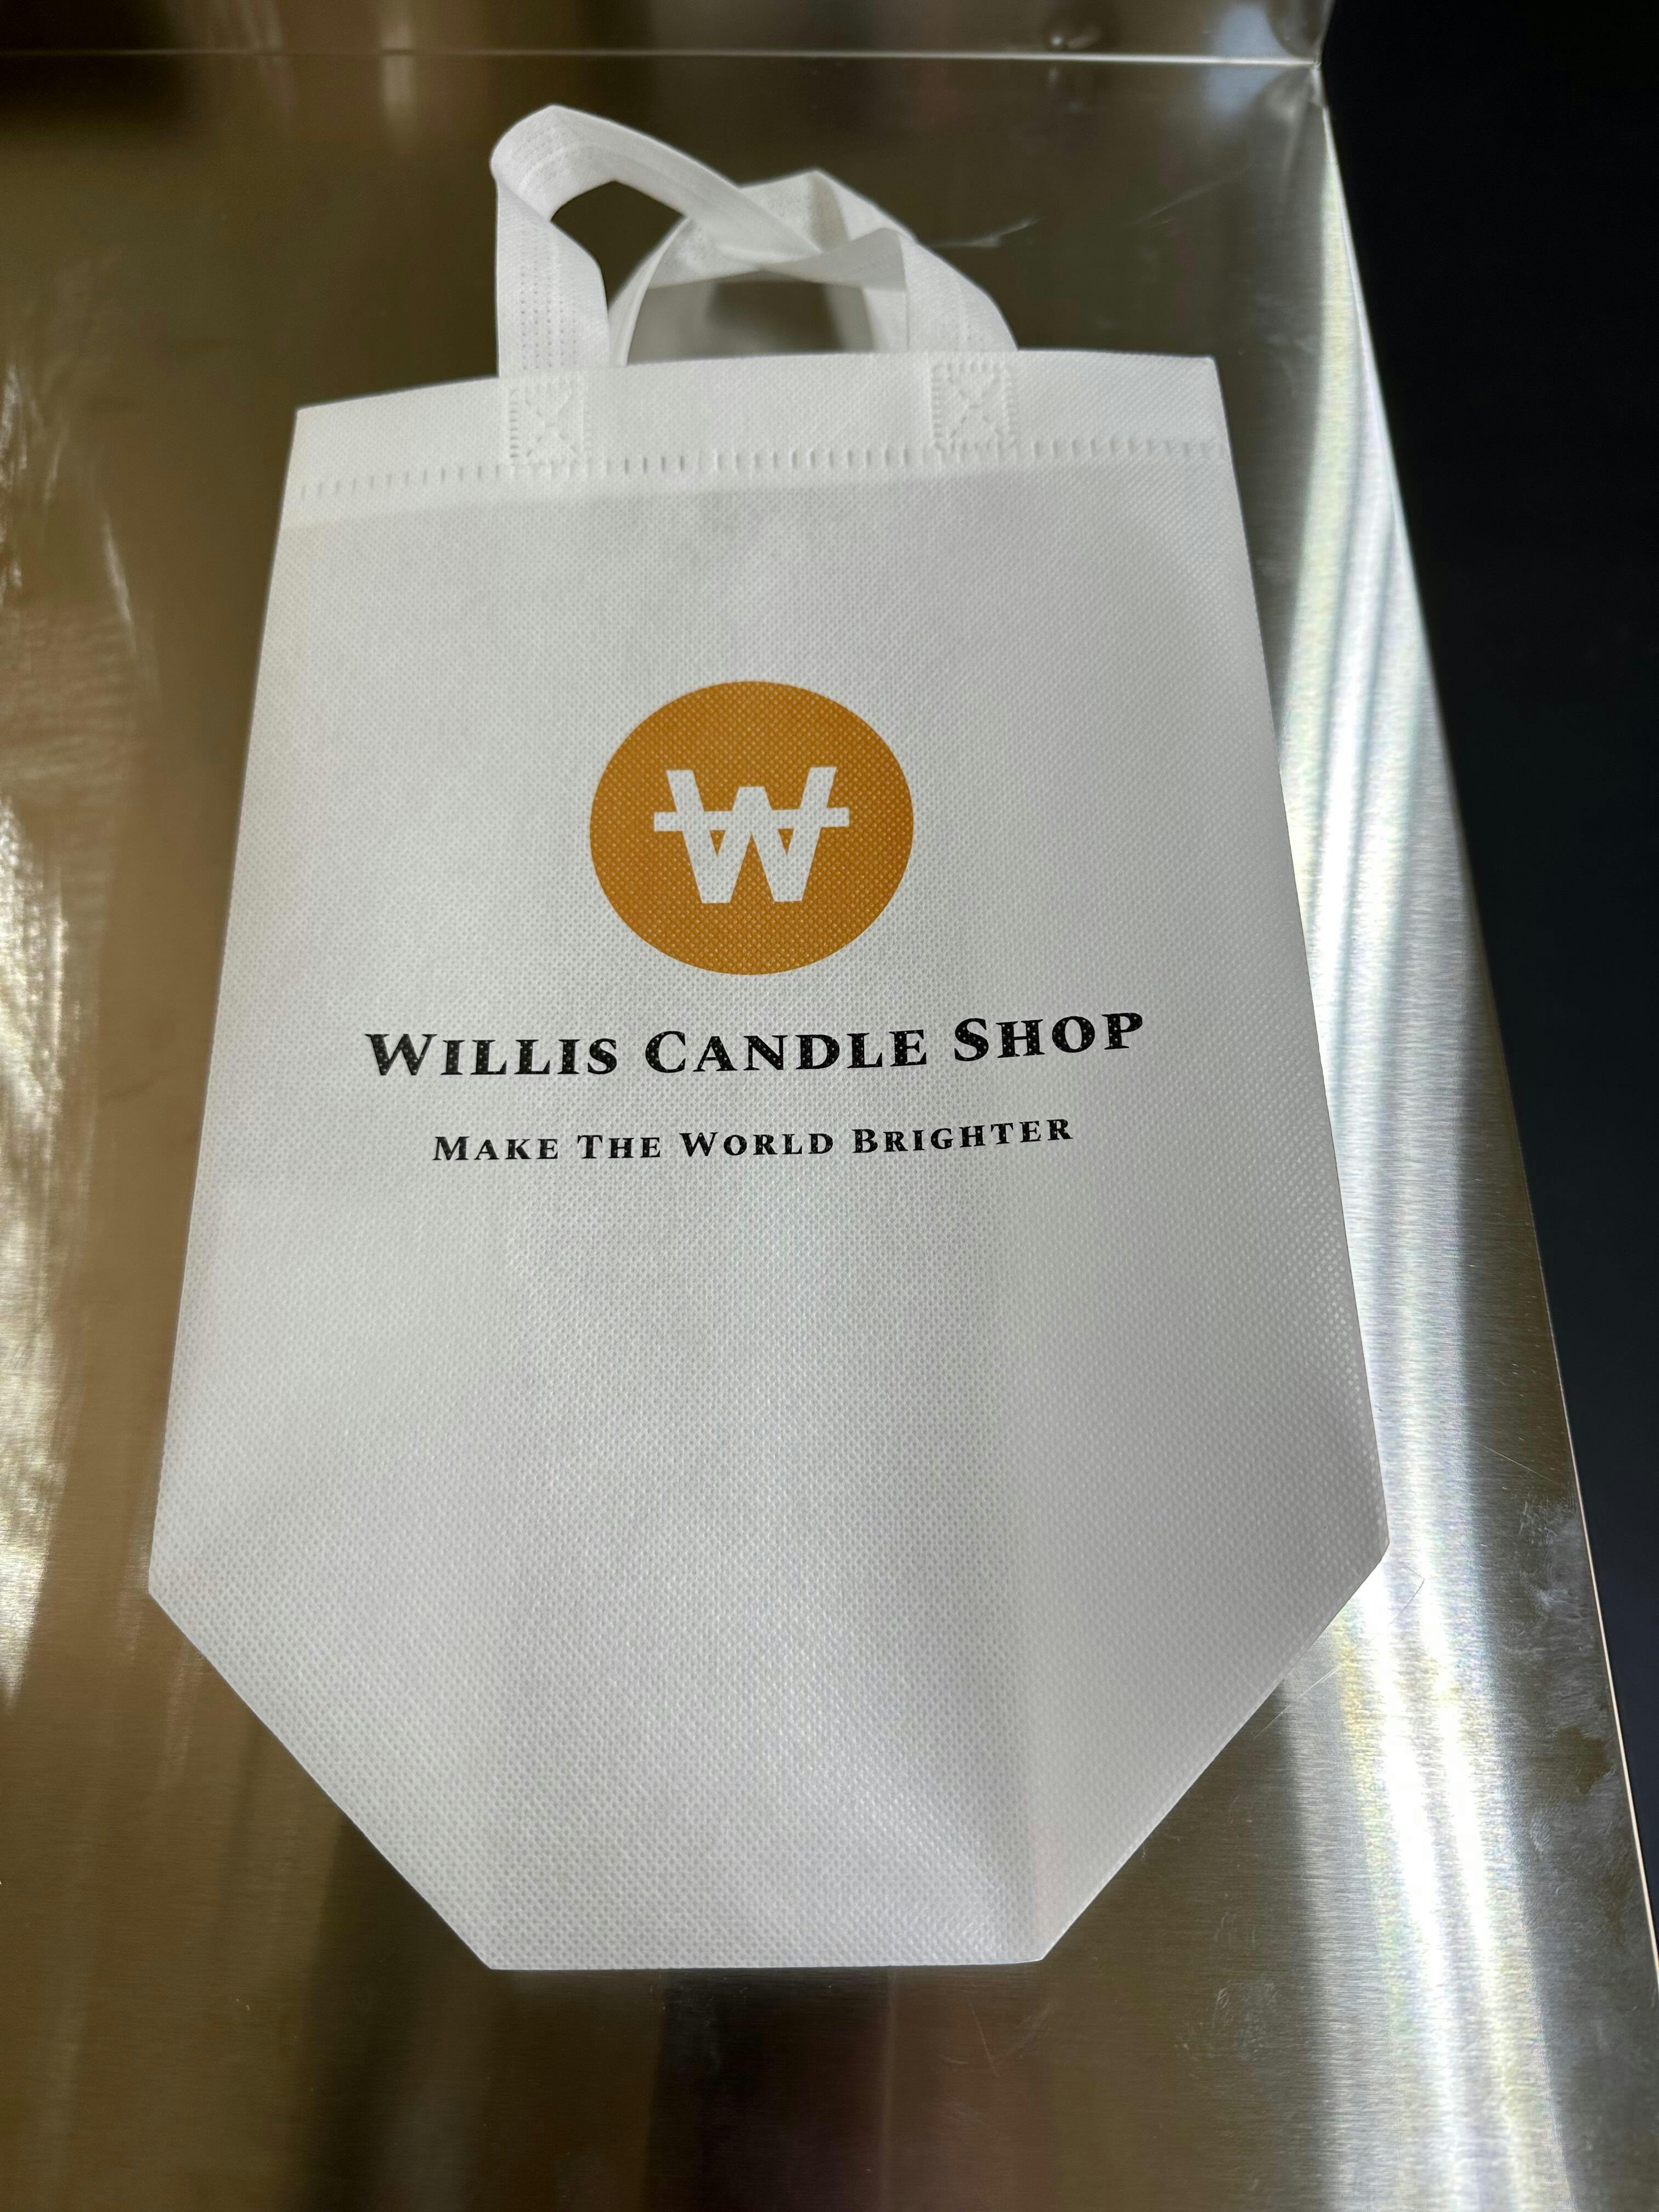 W
WILLIS CANDLE SHOP
MAKE THE WORLD BRIGHTER